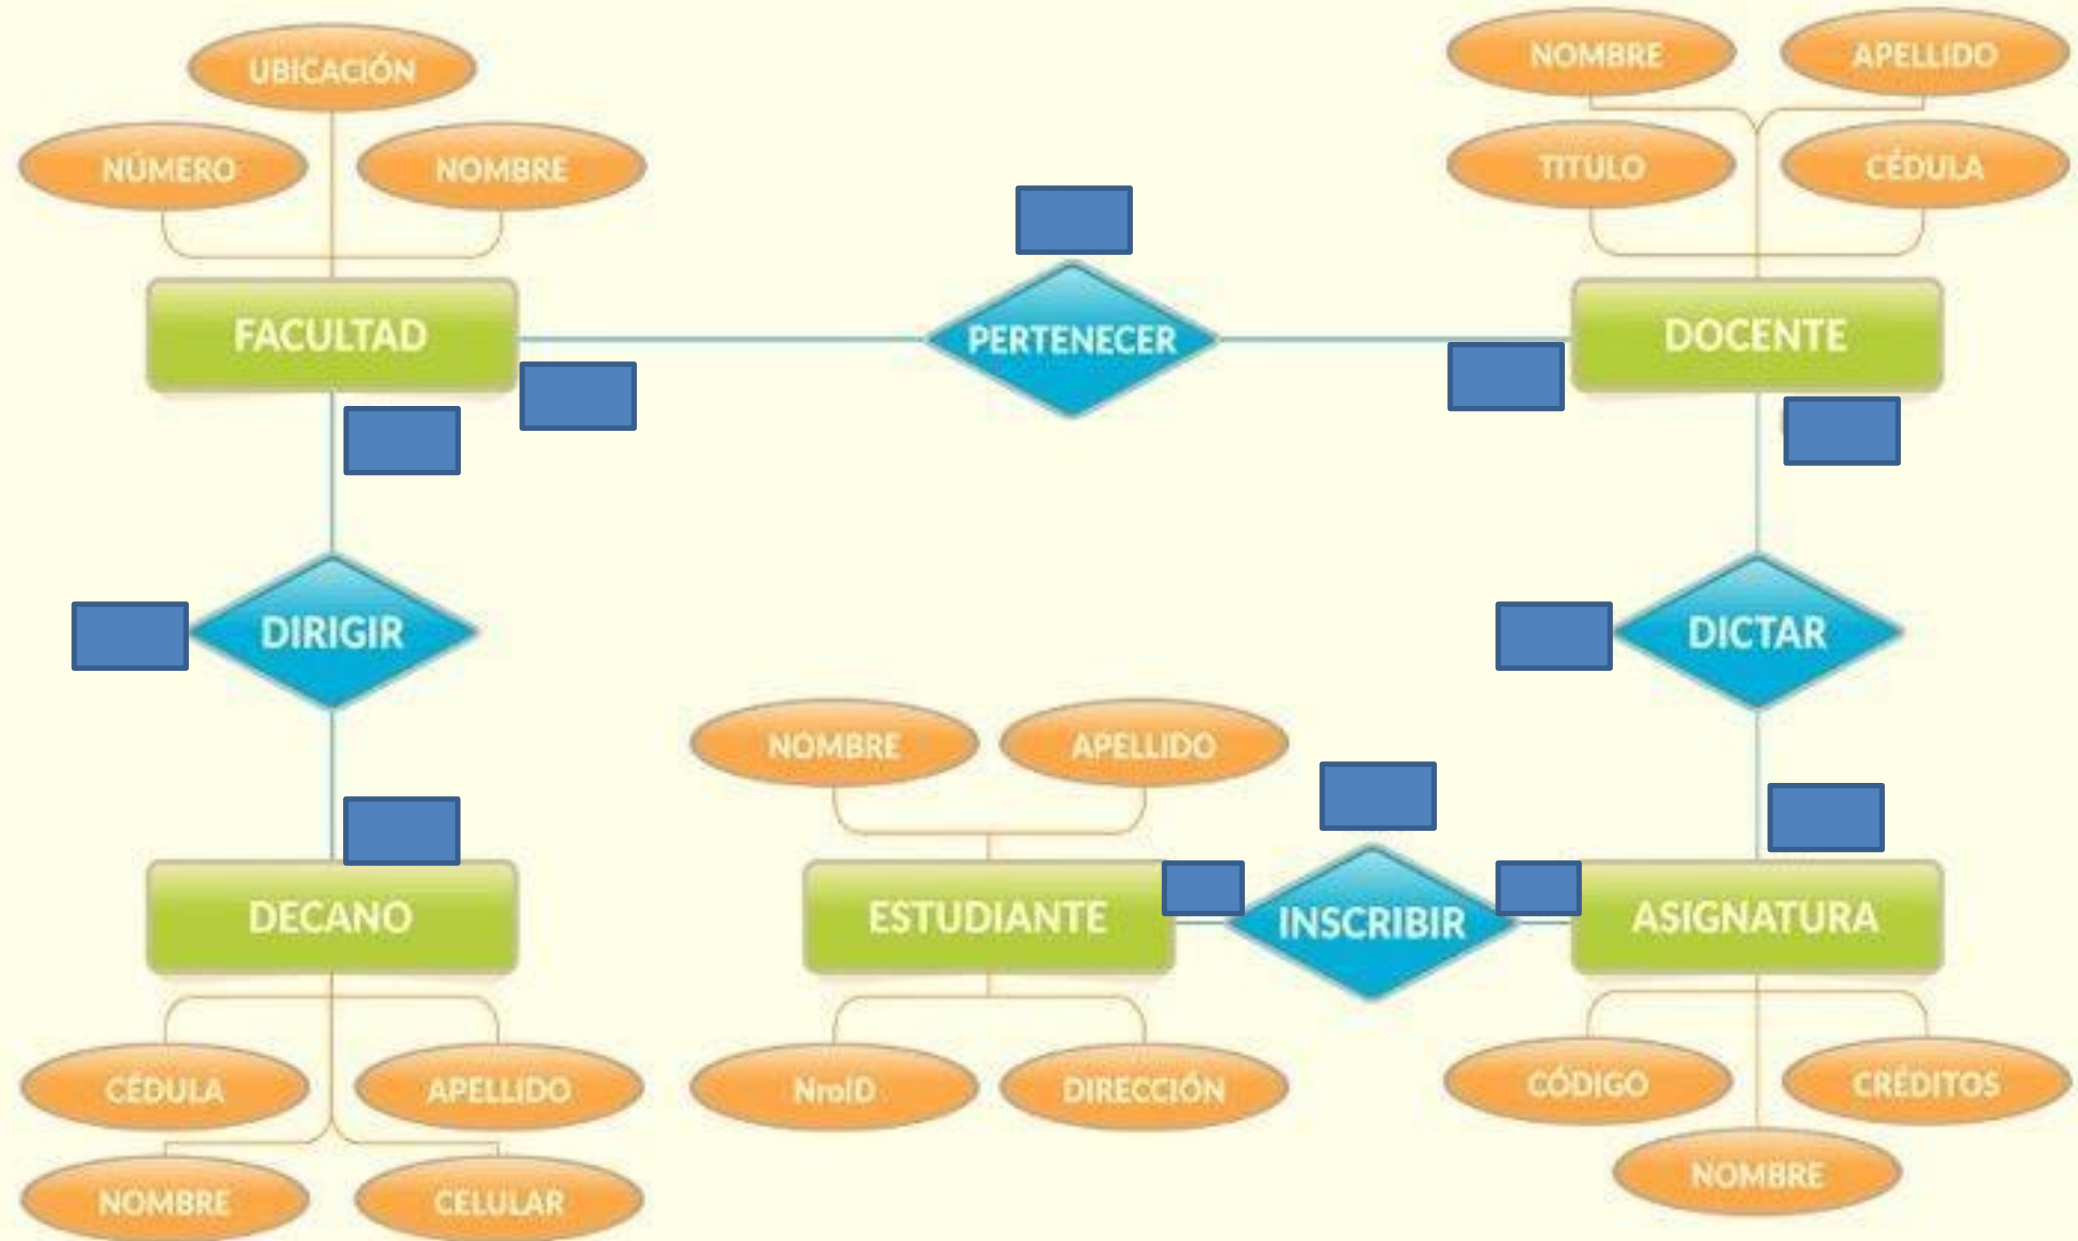 UBICACIÓN
NÚMERO
NOMBRE
FACULTAD
PERTENECER
NOMBRE
APELLIDO
TITULO
CÉDULA
DOCENTE
DIRIGIR
DICTAR
DECANO
CÉDULA
APELLIDO
NOMBRE
CELULAR
NOMBRE
APELLIDO
ESTUDIANTE
NroID
DIRECCIÓN
INSCRIBIR
ASIGNATURA
CÓDIGO
CRÉDITOS
NOMBRE